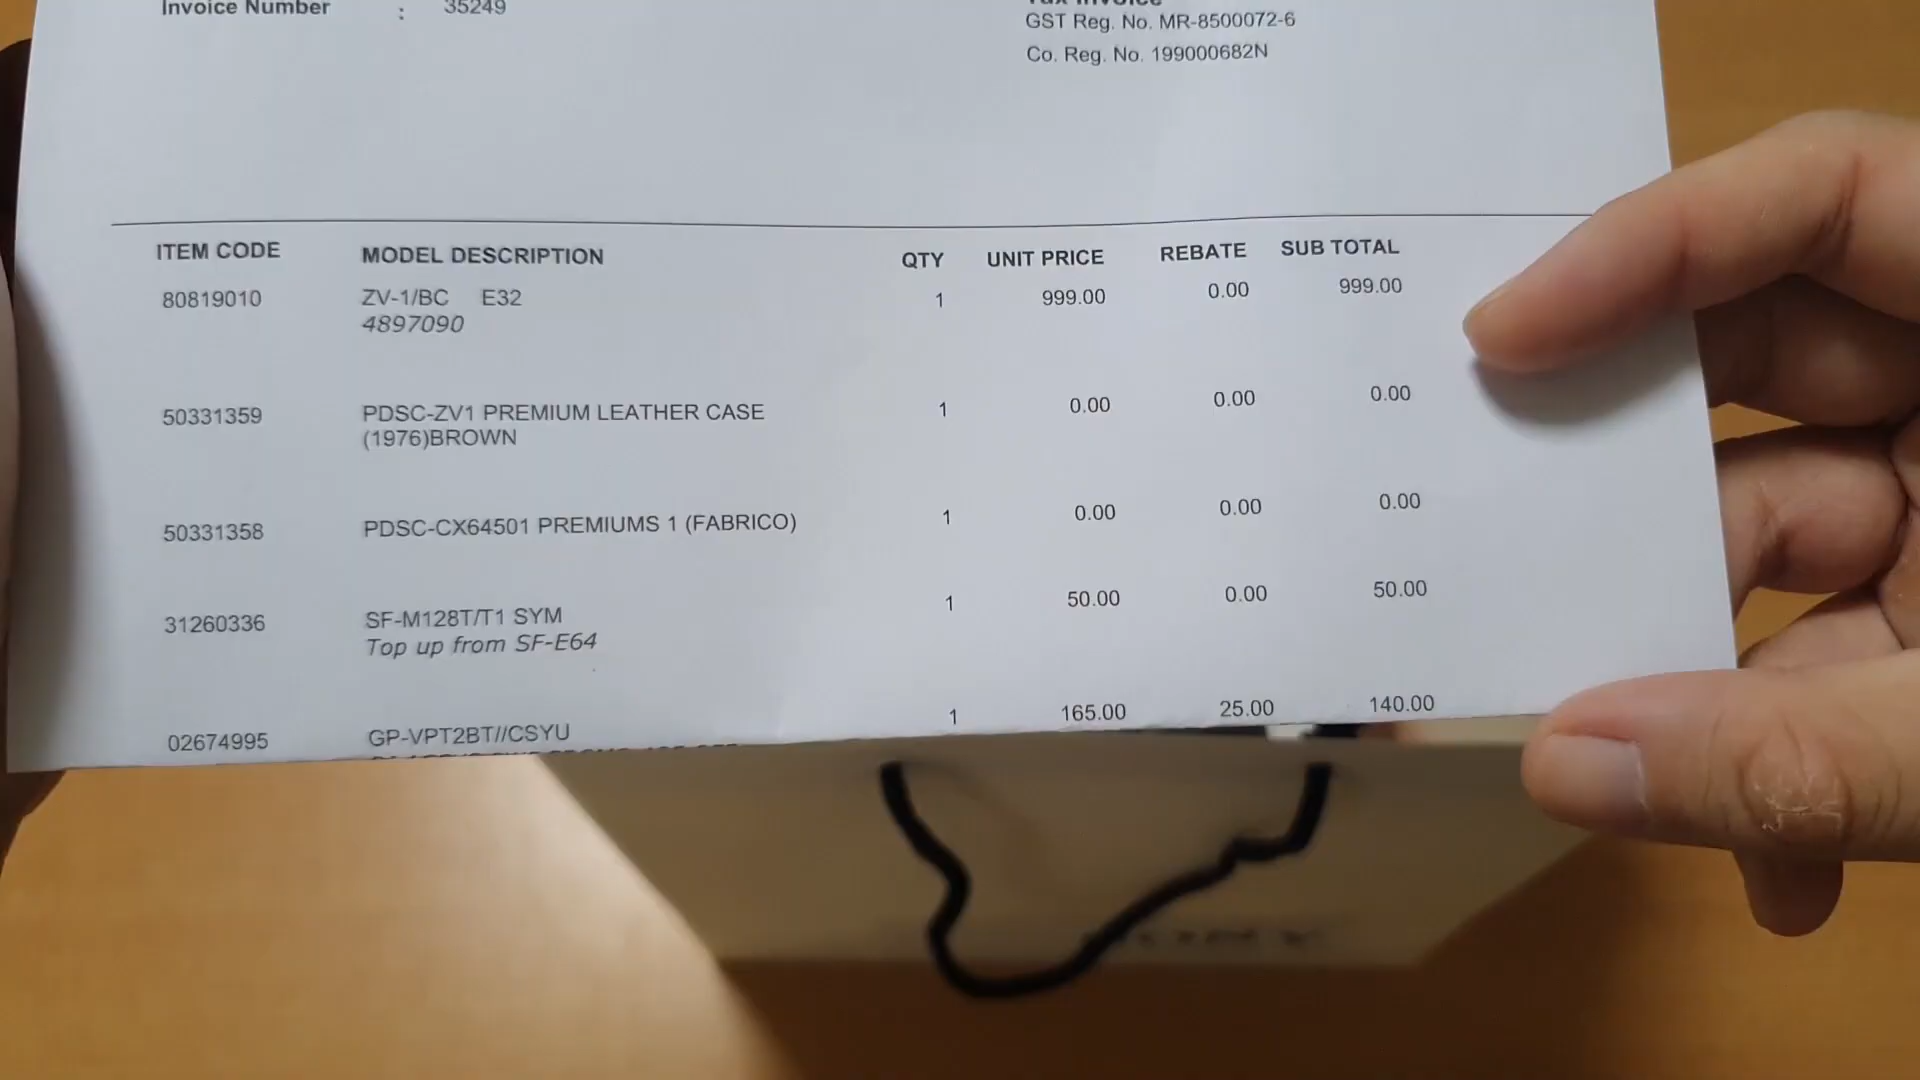 Invoice Number : 35249
Tax Invoice
GST Reg. No. MR-8500072-6
Co. Reg. No. 199000682N
ITEM CODE MODEL DESCRIPTION QTY UNIT PRICE REBATE SUB TOTAL
80819010 ZV-1/BC E32 1 999.00 0.00 999.00
4897090
50331359 PDSC-ZV1 PREMIUM LEATHER CASE 1 0.00 0.00 0.00
(1976)BROWN
50331358 PDSC-CX64501 PREMIUMS 1 (FABRICO) 1 0.00 0.00 0.00
31260336 SF-M128T/T1 SYM 1 50.00 0.00 50.00
Top up from SF-E64
02674995 GP-VPT2BT//CSYU 1 165.00 25.00 140.00